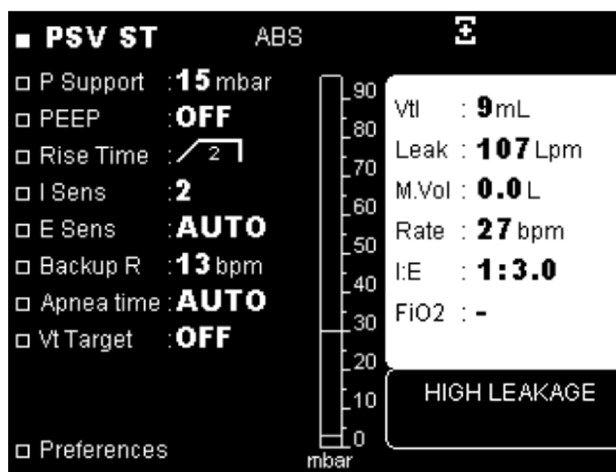 PSV ST ABS
P Support :15 mbar
PEEP :OFF
Rise Time : 2
I Sens :2
E Sens :AUTO
Backup R :13 bpm
Apnea time :AUTO
Vt Target :OFF
Preferences
90
80
70
60
50
40
30
20
10
0
mbar
VtI : 9 mL
Leak : 107 Lpm
M.Vol : 0.0 L
Rate : 27 bpm
I:E : 1:3.0
FiO2 : -
HIGH LEAKAGE